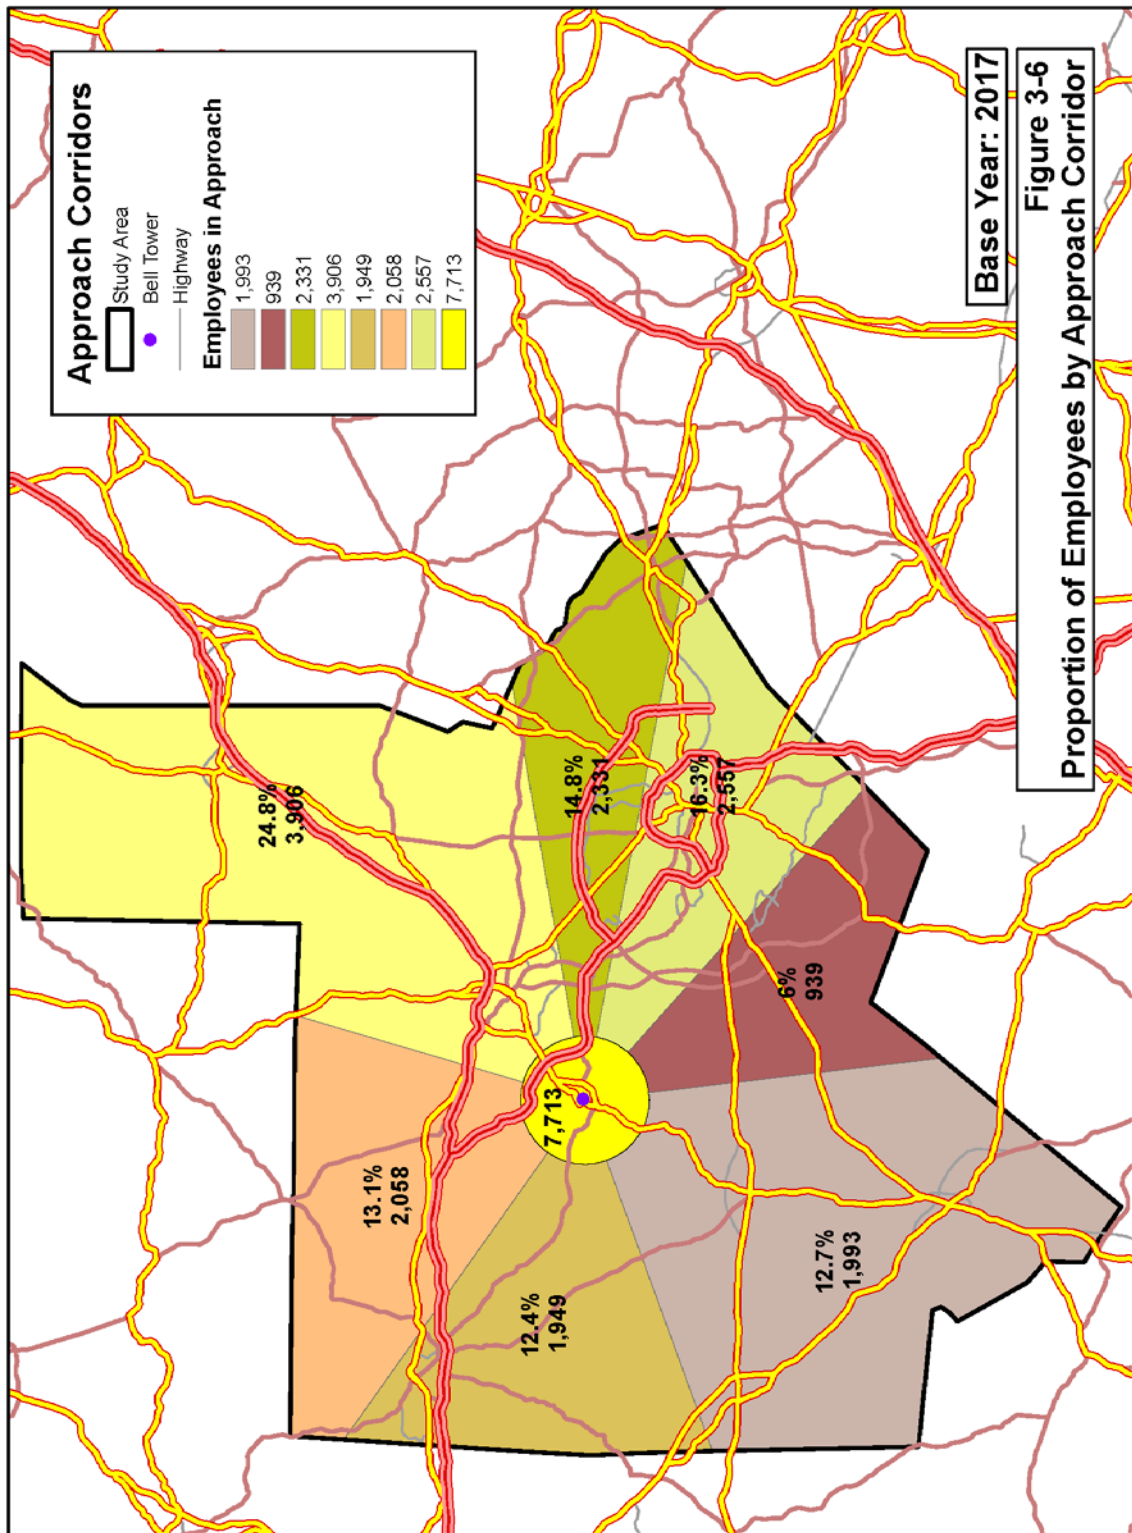 Approach Corridors
Study Area
Bell Tower
Highway
Employees in Approach
1,993
939
2,331
3,906
1,949
2,058
2,557
7,713
24.8%
3,906
13.1%
2,058
14.8%
2,331
7,713
12.4%
1,949
16.3%
2,557
6%
939
12.7%
1,993
Base Year: 2017
Figure 3-6
Proportion of Employees by Approach Corridor